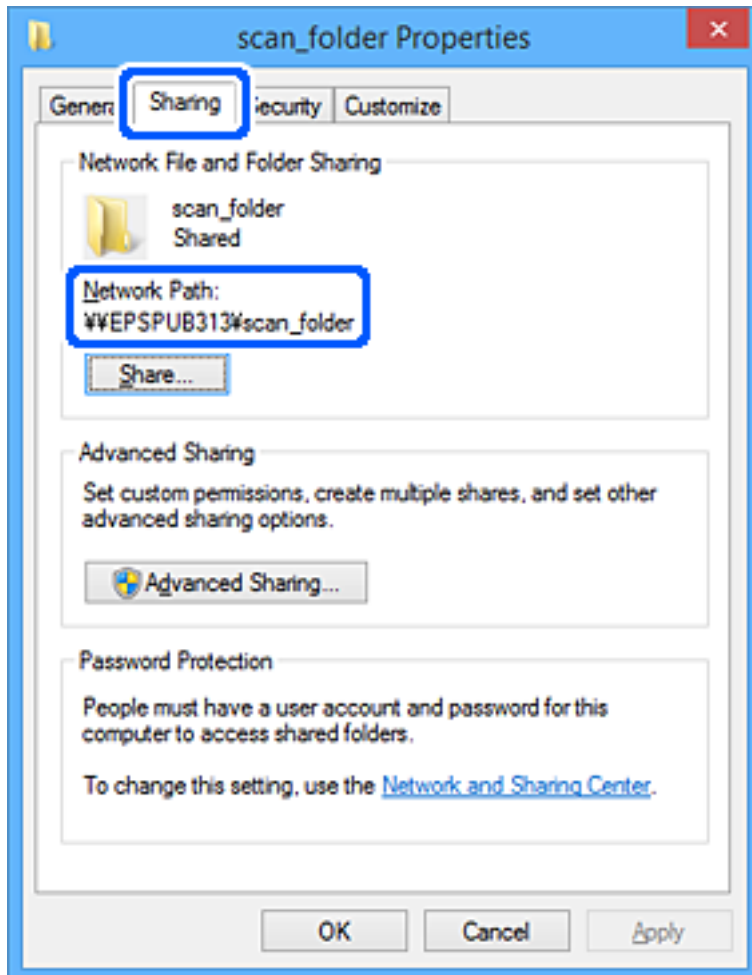 scan_folder Properties
Sharing
Customize
Network File and Folder Sharing
scan_folder
Shared
Network Path:
¥¥EPSPUB313¥scan_folder
Share...
Advanced Sharing
Set custom permissions, create multiple shares, and set other
advanced sharing options.
Advanced Sharing...
Password Protection
People must have a user account and password for this
computer to access shared folders.
To change this setting, use the Network and Sharing Center.
OK Cancel Apply